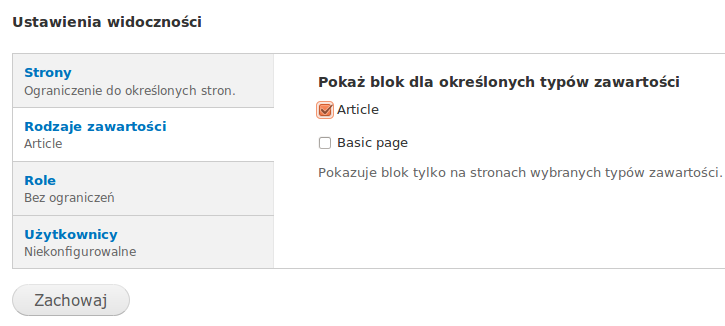 Ustawienia widoczności
Strony
Ograniczenie do określonych stron.
Rodzaje zawartości
Article
Role
Bez ograniczeń
Użytkownicy
Niekonfigurowalne
Pokaż blok dla określonych typów zawartości
Article
Basic page
Pokazuje blok tylko na stronach wybranych typów zawartości.
Zachowaj